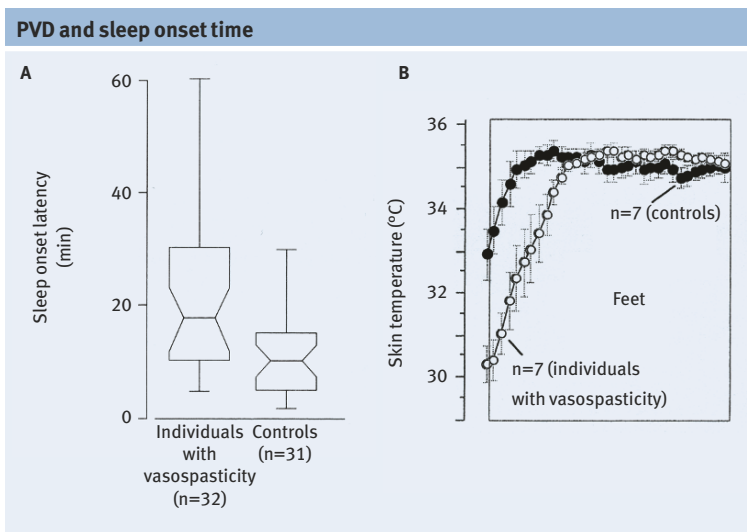 PVD and sleep onset time
A
Sleep onset latency
(min)
60
40
20
0
Individuals
with
vasospasticity
(n=32)
Controls
(n=31)
B
Skin temperature (°C)
36
34
32
30
n=7 (controls)
Feet
n=7 (individuals
with vasospasticity)